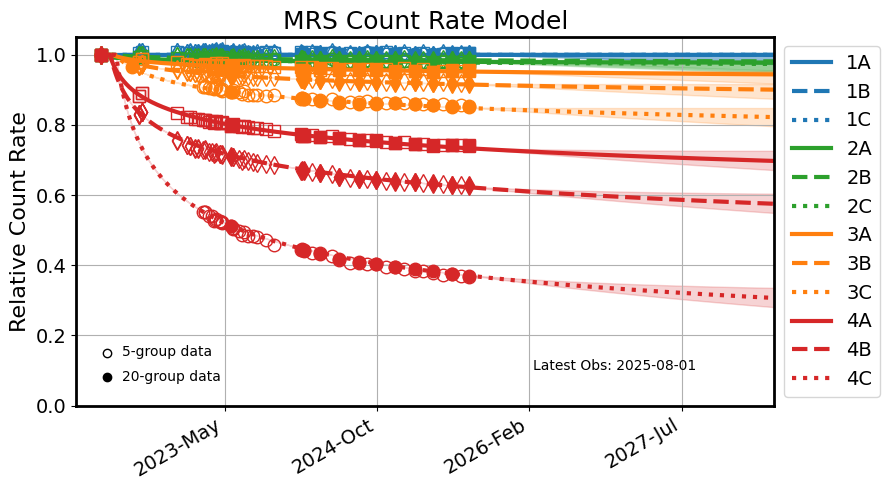 MRS Count Rate Model
Relative Count Rate
1.0
0.8
0.6
0.4
0.2
0.0
5-group data
20-group data
Latest Obs: 2025-08-01
2023-May
2024-Oct
2026-Feb
2027-Jul
1A
1B
1C
2A
2B
2C
3A
3B
3C
4A
4B
4C